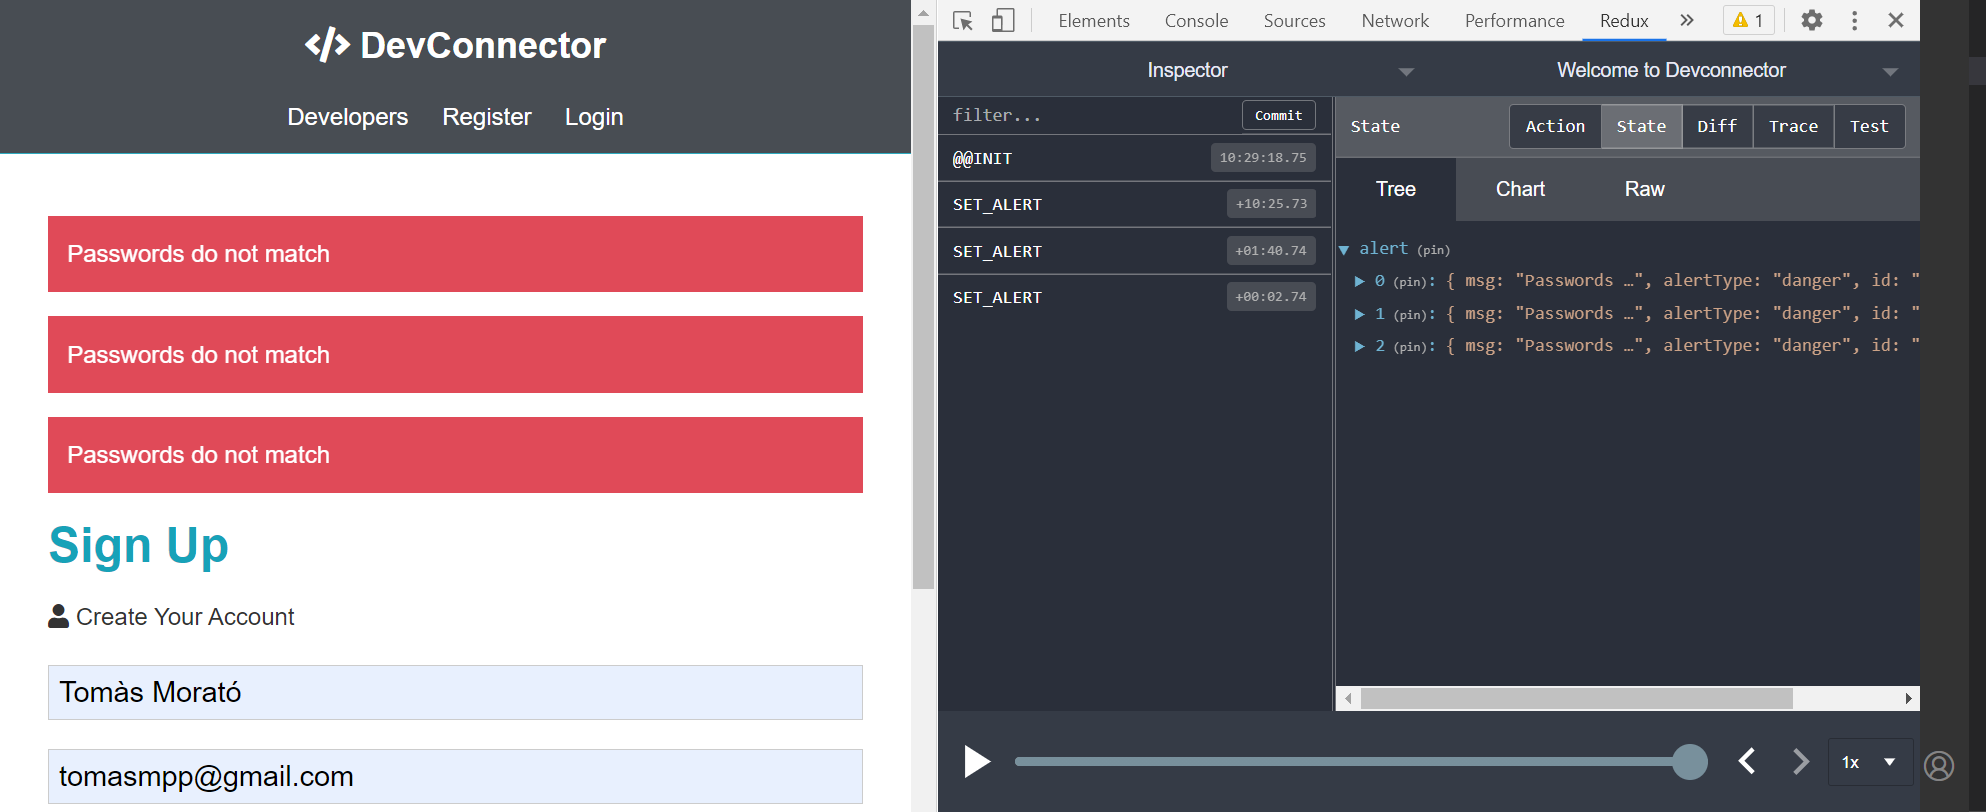 DevConnector
Developers Register Login
Passwords do not match
Passwords do not match
Passwords do not match
Sign Up
Create Your Account
Tomàs Morató
tomasmpp@gmail.com
Elements Console Sources Network Performance Redux » 1
Inspector Welcome to Devconnector
filter... Commit
@@INIT 10:29:18.75
SET_ALERT +10:25.73
SET_ALERT +01:40.74
SET_ALERT +00:02.74
State Action State Diff Trace Test
Tree Chart Raw
alert (pin)
0 (pin): { msg: "Passwords …", alertType: "danger", id: "
1 (pin): { msg: "Passwords …", alertType: "danger", id: "
2 (pin): { msg: "Passwords …", alertType: "danger", id: "
1x